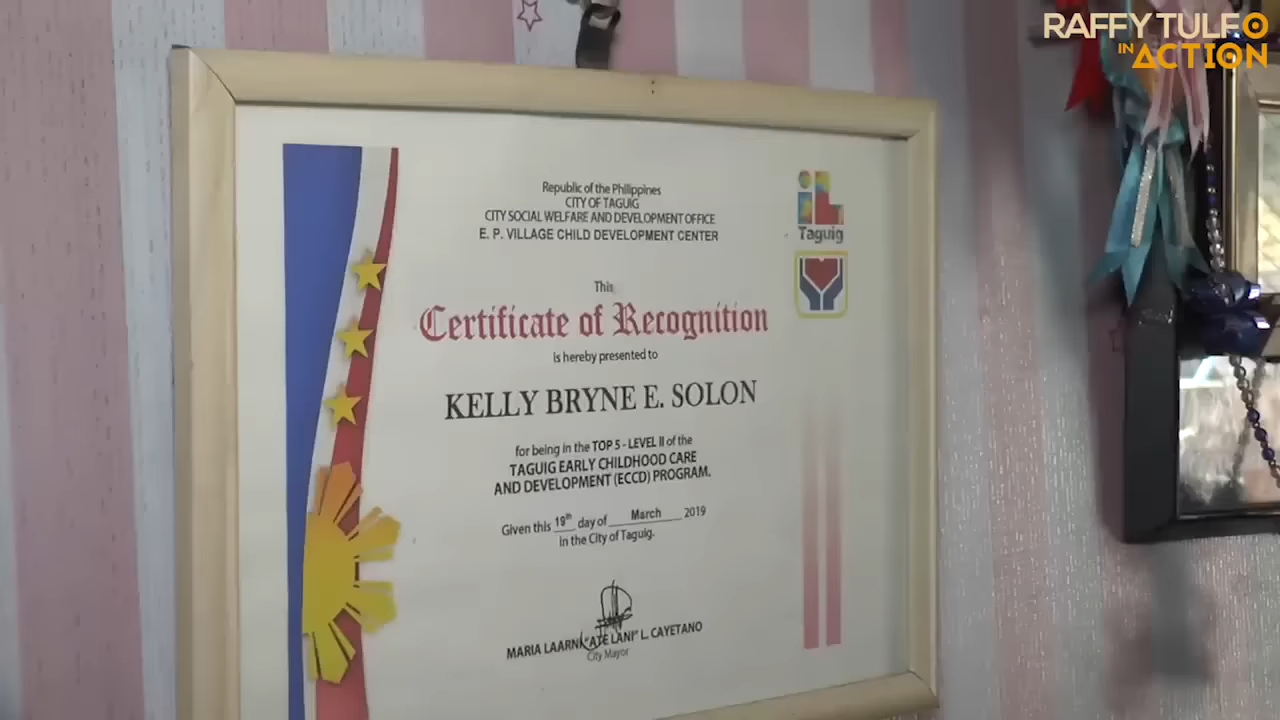 RAFFY TULFO
IN ACTION
Republic of the Philippines
CITY OF TAGUIG
CITY SOCIAL WELFARE AND DEVELOPMENT OFFICE
E. P. VILLAGE CHILD DEVELOPMENT CENTER
iL
Taguig
This
Certificate of Recognition
is hereby presented to
KELLY BRYNE E. SOLON
for being in the TOP 5 - LEVEL II of the
TAGUIG EARLY CHILDHOOD CARE
AND DEVELOPMENT (ECCD) PROGRAM.
Given this 19th day of March 2019
in the City of Taguig.
MARIA LAARNI "ATE LANI" L. CAYETANO
City Mayor